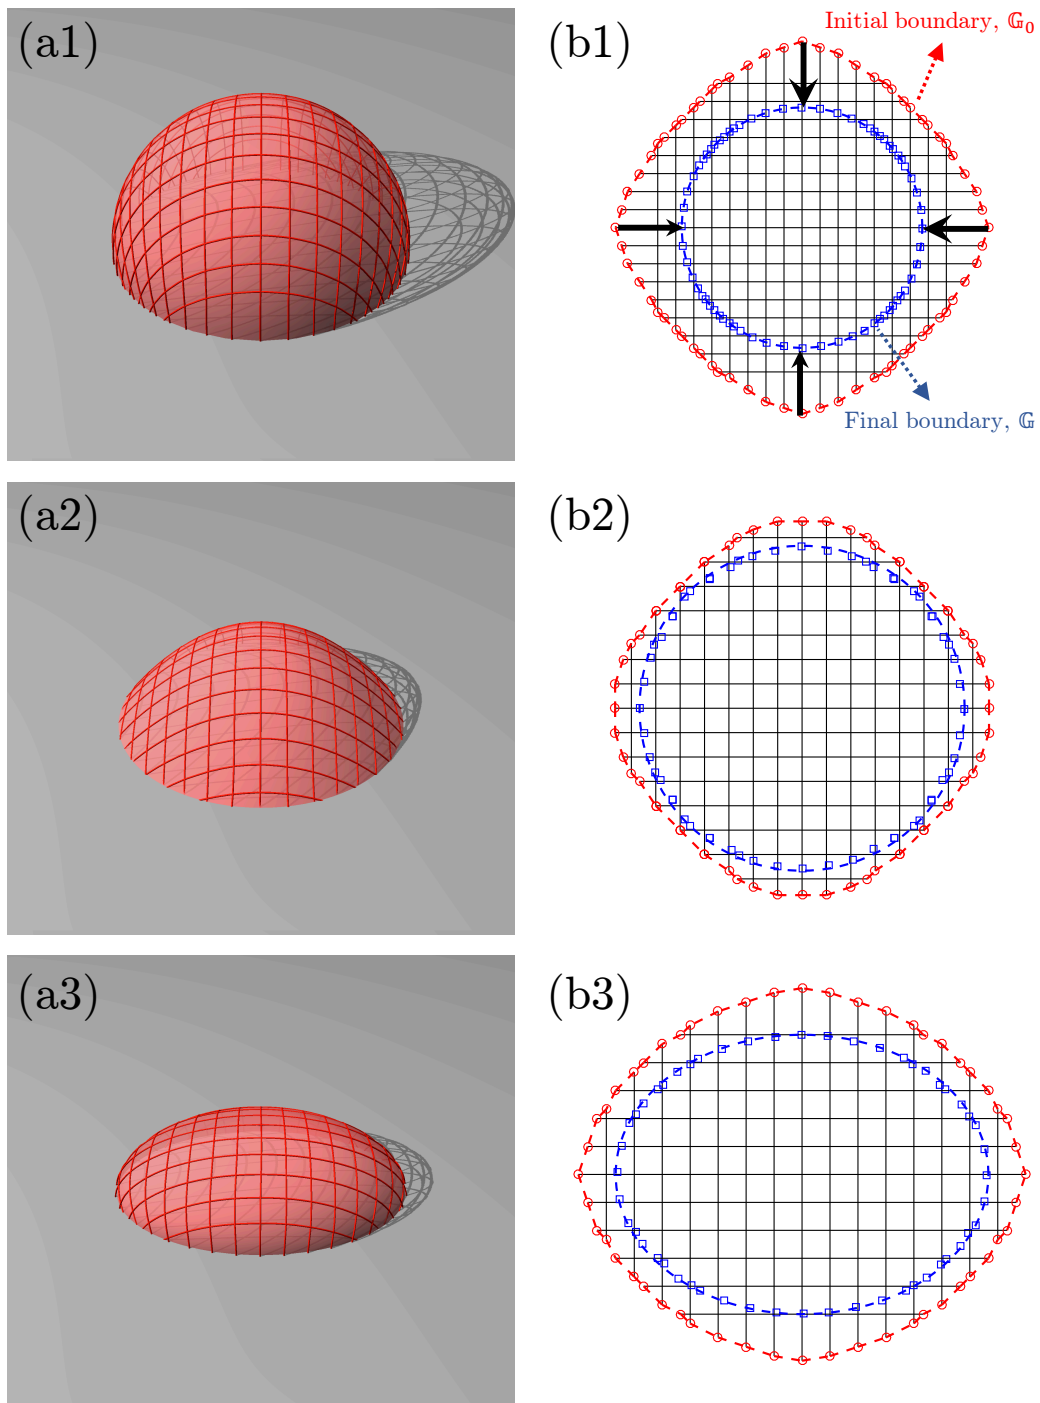 (a1)
(b1)
Initial boundary, 𝔾₀
Final boundary, 𝔾
(a2)
(b2)
(a3)
(b3)